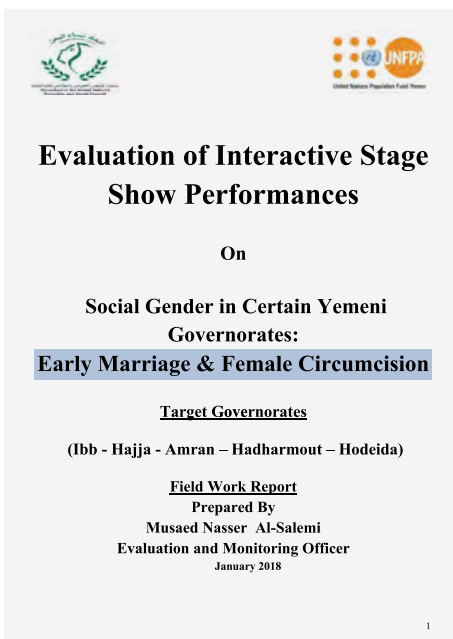 UNFPA
United Nations Population Fund Yemen
Evaluation of Interactive Stage
Show Performances
On
Social Gender in Certain Yemeni
Governorates:
Early Marriage & Female Circumcision
Target Governorates
(Ibb - Hajja - Amran – Hadharmout – Hodeida)
Field Work Report
Prepared By
Musaed Nasser Al-Salemi
Evaluation and Monitoring Officer
January 2018
1